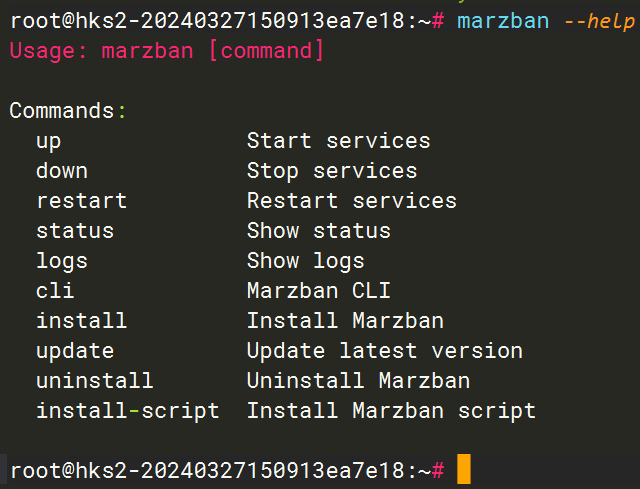 root@hks2-20240327150913ea7e18:~# marzban --help
Usage: marzban [command]
Commands:
up Start services
down Stop services
restart Restart services
status Show status
logs Show logs
cli Marzban CLI
install Install Marzban
update Update latest version
uninstall Uninstall Marzban
install-script Install Marzban script
root@hks2-20240327150913ea7e18:~#